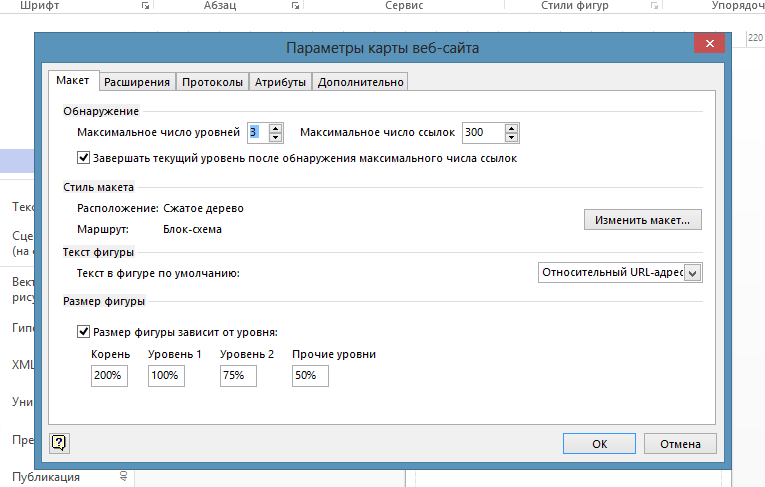 Шрифт Абзац Сервис Стили фигур Упорядоч
220
Параметры карты веб-сайта
Макет Расширения Протоколы Атрибуты Дополнительно
Обнаружение
Максимальное число уровней 3 Максимальное число ссылок 300
Завершать текущий уровень после обнаружения максимального числа ссылок
Стиль макета
Расположение: Сжатое дерево
Изменить макет...
Маршрут: Блок-схема
Текст фигуры
Текст в фигуре по умолчанию: Относительный URL-адрес
Размер фигуры
Размер фигуры зависит от уровня:
Корень Уровень 1 Уровень 2 Прочие уровни
200% 100% 75% 50%
ОК Отмена
Текс
Сце
(на
Вект
рису
Гипе
XML
Уни
Пре
Публикация
40